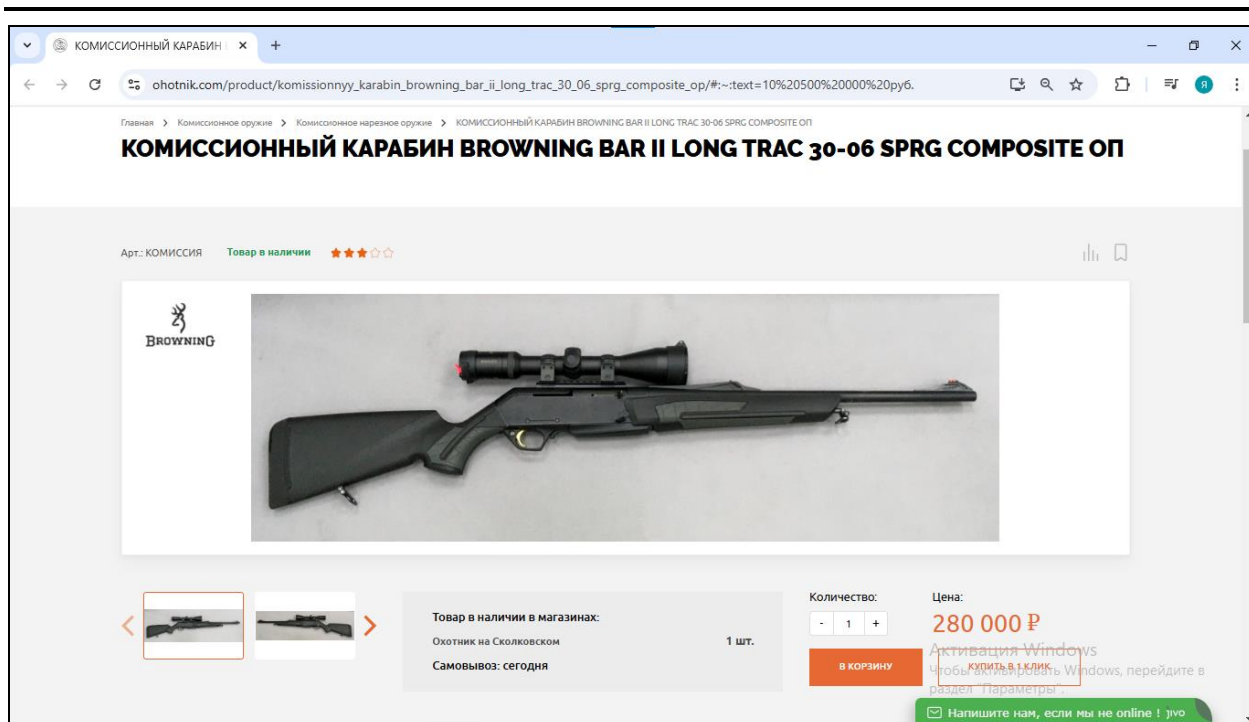 КОМИССИОННЫЙ КАРАБИН
ohotnik.com/product/komissionnyy_karabin_browning_bar_ii_long_trac_30_06_sprg_composite_op/#:~:text=10%20500%20000%20руб.
Я
Главная > Комиссионное оружие > Комиссионное нарезное оружие > КОМИССИОННЫЙ КАРАБИН BROWNING BAR II LONG TRAC 30-06 SPRG COMPOSITE ОП
КОМИССИОННЫЙ КАРАБИН BROWNING BAR II LONG TRAC 30-06 SPRG COMPOSITE ОП
Арт.: КОМИССИЯ Товар в наличии
BROWNING
Товар в наличии в магазинах:
Охотник на Сколковском 1 шт.
Самовывоз: сегодня
Количество:
- 1 +
В КОРЗИНУ
Цена:
280 000 ₽
КУПИТЬ В 1 КЛИК
Активация Windows
Чтобы активировать Windows, перейдите в
раздел "Параметры".
Напишите нам, если мы не online ! jivo